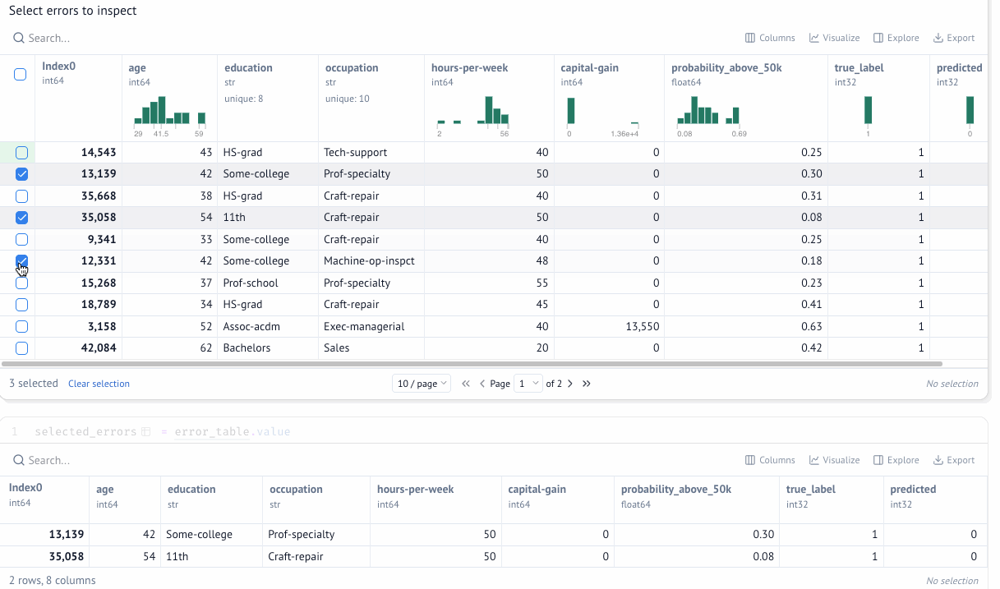 Select errors to inspect
Search...
Columns Visualize Explore Export
Index0 age education occupation hours-per-week capital-gain probability_above_50k true_label predicted
int64 int64 str str int64 int64 float64 int32 int32
unique: 8 unique: 10
29 41.5 59 2 56 0 1.36e+4 0.08 0.69 1 0
14,543 43 HS-grad Tech-support 40 0 0.25 1
13,139 42 Some-college Prof-specialty 50 0 0.30 1
35,668 38 HS-grad Craft-repair 40 0 0.31 1
35,058 54 11th Craft-repair 50 0 0.08 1
9,341 33 Some-college Craft-repair 40 0 0.25 1
12,331 42 Some-college Machine-op-inspct 48 0 0.18 1
15,268 37 Prof-school Prof-specialty 55 0 0.23 1
18,789 34 HS-grad Craft-repair 45 0 0.41 1
3,158 52 Assoc-acdm Exec-managerial 40 13,550 0.63 1
42,084 62 Bachelors Sales 20 0 0.42 1
3 selected Clear selection 10 / page Page 1 of 2 No selection
1 selected_errors = error_table.value
Search...
Columns Visualize Explore Export
Index0 age education occupation hours-per-week capital-gain probability_above_50k true_label predicted
int64 int64 str str int64 int64 float64 int32 int32
13,139 42 Some-college Prof-specialty 50 0 0.30 1 0
35,058 54 11th Craft-repair 50 0 0.08 1 0
2 rows, 8 columns No selection